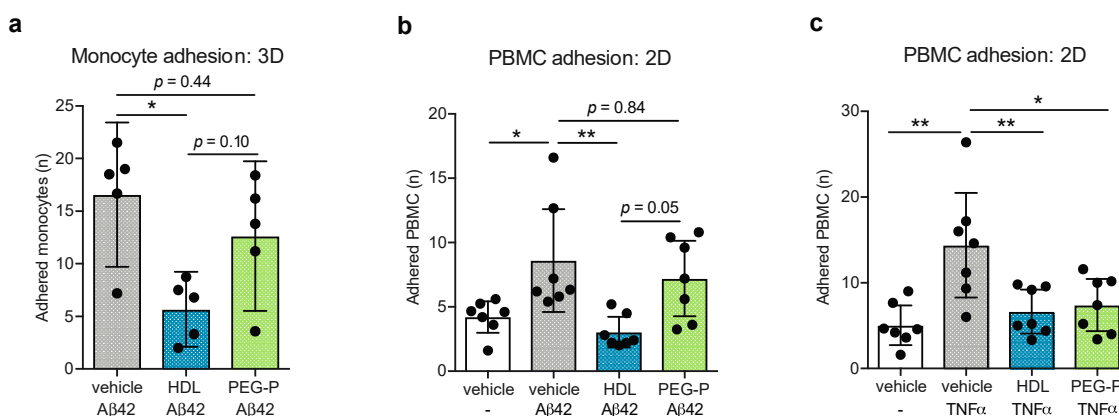 a
Monocyte adhesion: 3D
p = 0.44
*
p = 0.10
Adhered monocytes (n)
25
20
15
10
5
0
vehicle HDL PEG-P
Aβ42 Aβ42 Aβ42
b
PBMC adhesion: 2D
p = 0.84
* **
p = 0.05
Adhered PBMC (n)
20
15
10
5
0
vehicle vehicle HDL PEG-P
- Aβ42 Aβ42 Aβ42
c
PBMC adhesion: 2D
*
** **
Adhered PBMC (n)
30
20
10
0
vehicle vehicle HDL PEG-P
- TNFα TNFα TNFα